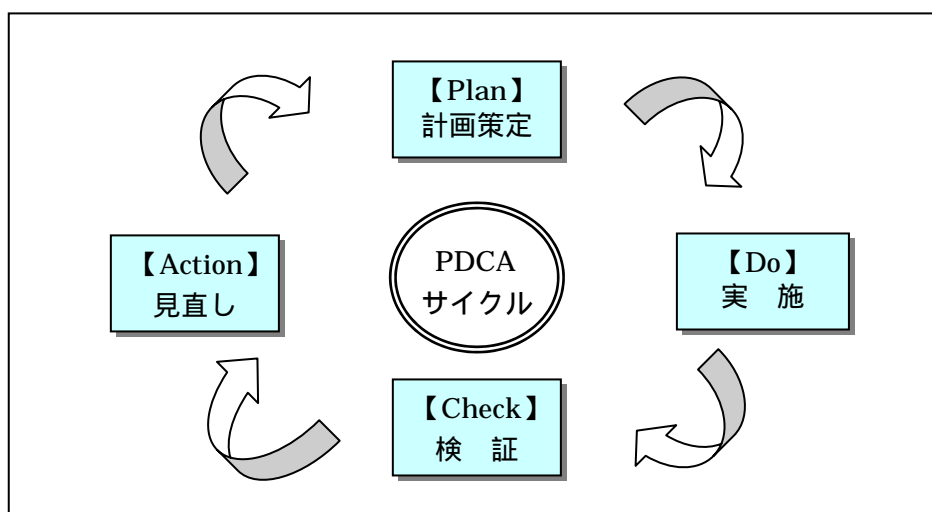 【Plan】
計画策定
【Action】
見直し
PDCA
サイクル
【Do】
実　施
【Check】
検　証